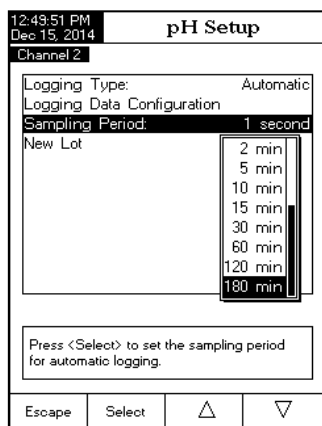 12:49:51 PM
Dec 15, 2014
pH Setup
Channel 2
Logging Type: Automatic
Logging Data Configuration
Sampling Period: 1 second
New Lot
2 min
5 min
10 min
15 min
30 min
60 min
120 min
180 min
Press <Select> to set the sampling period
for automatic logging.
Escape Select